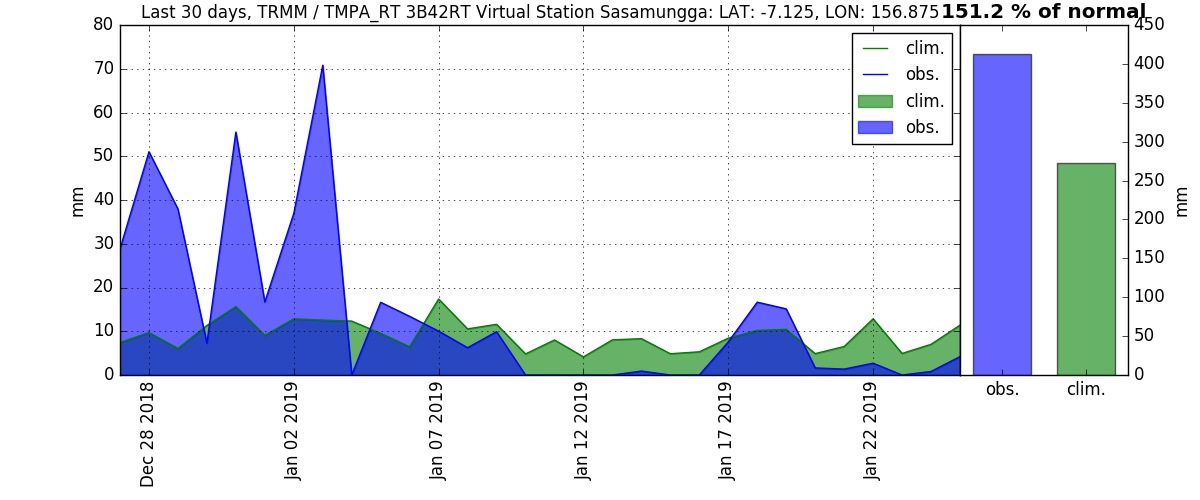 Last 30 days, TRMM / TMPA_RT 3B42RT Virtual Station Sasamungga: LAT: -7.125, LON: 156.875
151.2 % of normal
clim.
obs.
clim.
obs.
80
70
60
50
40
30
20
10
0
mm
Dec 28 2018
Jan 02 2019
Jan 07 2019
Jan 12 2019
Jan 17 2019
Jan 22 2019
450
400
350
300
250
200
150
100
50
0
mm
obs.
clim.